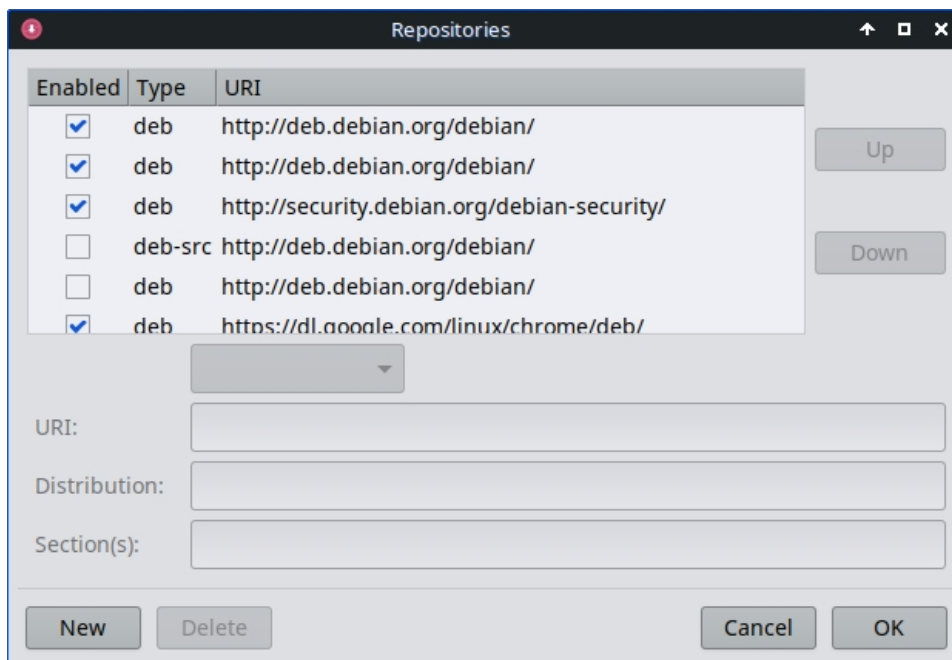 Repositories
Enabled Type URI
deb http://deb.debian.org/debian/
deb http://deb.debian.org/debian/
deb http://security.debian.org/debian-security/
deb-src http://deb.debian.org/debian/
deb http://deb.debian.org/debian/
deb https://dl.google.com/linux/chrome/deb/
Up
Down
URI:
Distribution:
Section(s):
New Delete Cancel OK